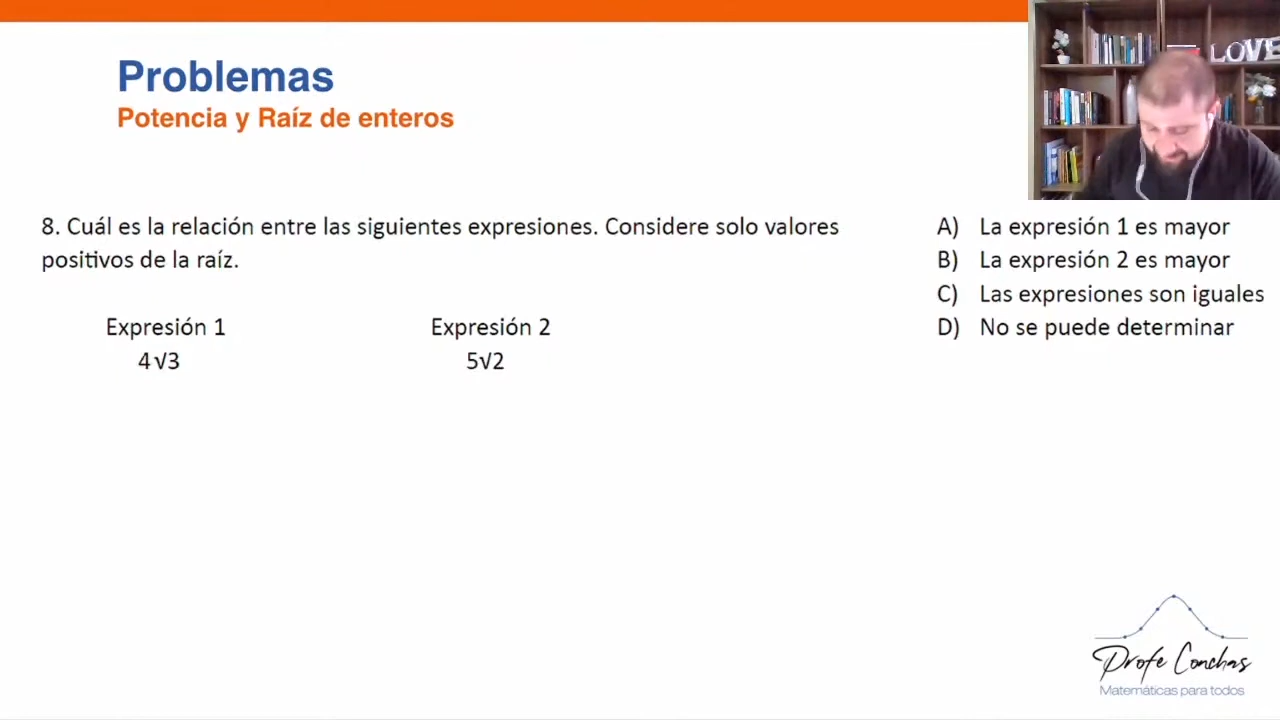 Problemas
Potencia y Raíz de enteros
LOVE
8. Cuál es la relación entre las siguientes expresiones. Considere solo valores
positivos de la raíz.
Expresión 1
Expresión 2
4√3
5√2
A) La expresión 1 es mayor
B) La expresión 2 es mayor
C) Las expresiones son iguales
D) No se puede determinar
Profe Conchas
Matemáticas para todos